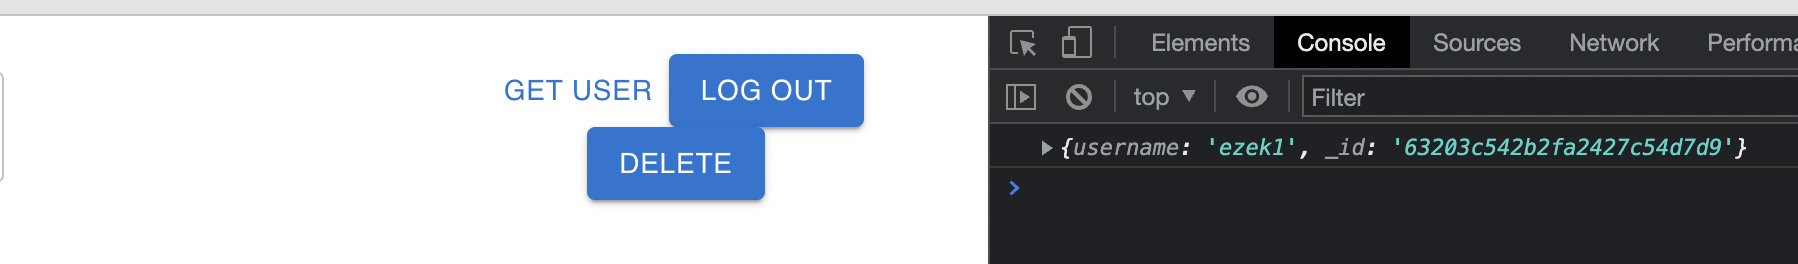 GET USER LOG OUT
DELETE
Elements Console Sources Network Performa
top Filter
{username: 'ezek1', _id: '63203c542b2fa2427c54d7d9'}